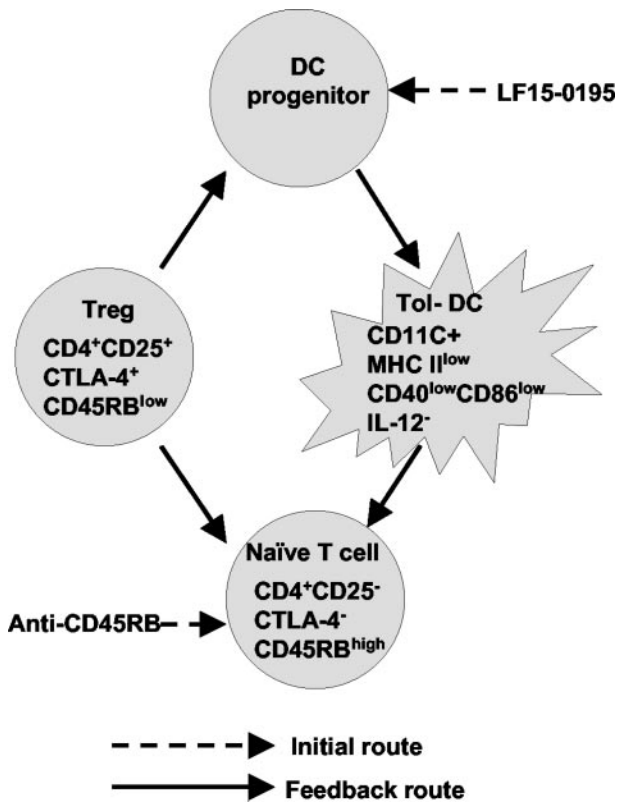 DC
progenitor
LF15-0195
Treg
CD4⁺CD25⁺
CTLA-4⁺
CD45RBˡᵒʷ
Tol- DC
CD11C+
MHC IIˡᵒʷ
CD40ˡᵒʷCD86ˡᵒʷ
IL-12⁻
Naïve T cell
CD4⁺CD25⁻
CTLA-4⁻
CD45RBʰⁱᵍʰ
Anti-CD45RB
Initial route
Feedback route